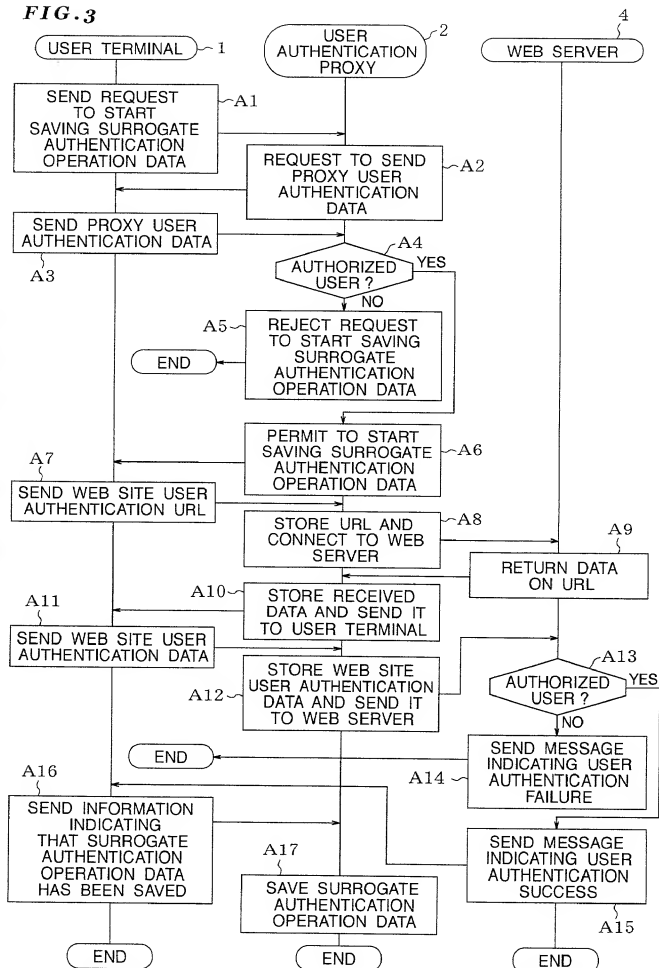 FIG.3
USER TERMINAL
1
USER
AUTHENTICATION
PROXY
2
WEB SERVER
4
SEND REQUEST
TO START
SAVING SURROGATE
AUTHENTICATION
OPERATION DATA
A1
REQUEST TO SEND
PROXY USER
AUTHENTICATION
DATA
A2
SEND PROXY USER
AUTHENTICATION DATA
A3
AUTHORIZED
USER ?
A4
YES
NO
A5
REJECT REQUEST
TO START SAVING
SURROGATE
AUTHENTICATION
OPERATION DATA
END
PERMIT TO START
SAVING SURROGATE
AUTHENTICATION
OPERATION DATA
A6
A7
SEND WEB SITE USER
AUTHENTICATION URL
STORE URL AND
CONNECT TO WEB
SERVER
A8
A9
RETURN DATA
ON URL
A10
STORE RECEIVED
DATA AND SEND IT
TO USER TERMINAL
A11
SEND WEB SITE USER
AUTHENTICATION DATA
A12
STORE WEB SITE
USER AUTHENTICATION
DATA AND SEND IT
TO WEB SERVER
A13
AUTHORIZED
USER ?
YES
NO
END
A14
SEND MESSAGE
INDICATING USER
AUTHENTICATION
FAILURE
A16
SEND INFORMATION
INDICATING
THAT SURROGATE
AUTHENTICATION
OPERATION DATA
HAS BEEN SAVED
SEND MESSAGE
INDICATING USER
AUTHENTICATION
SUCCESS
A15
A17
SAVE SURROGATE
AUTHENTICATION
OPERATION DATA
END
END
END